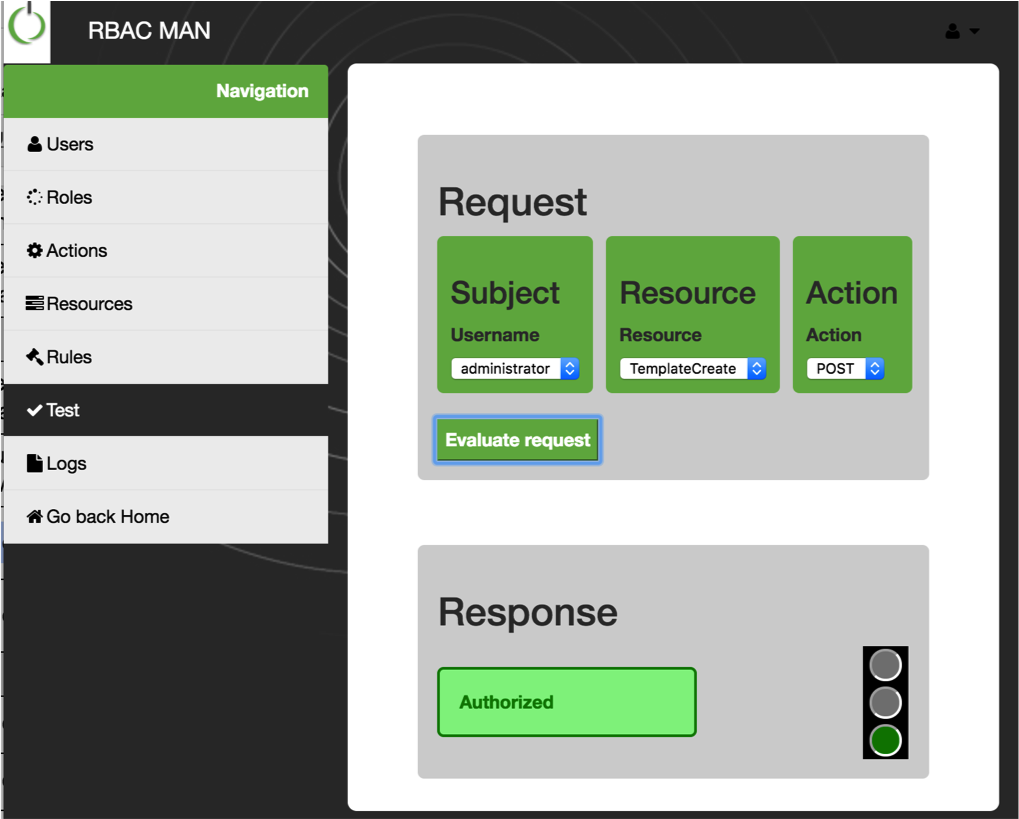 RBAC MAN
Navigation
Users
Roles
Actions
Resources
Rules
Test
Logs
Go back Home
Request
Subject
Username
administrator
Resource
Resource
TemplateCreate
Action
Action
POST
Evaluate request
Response
Authorized